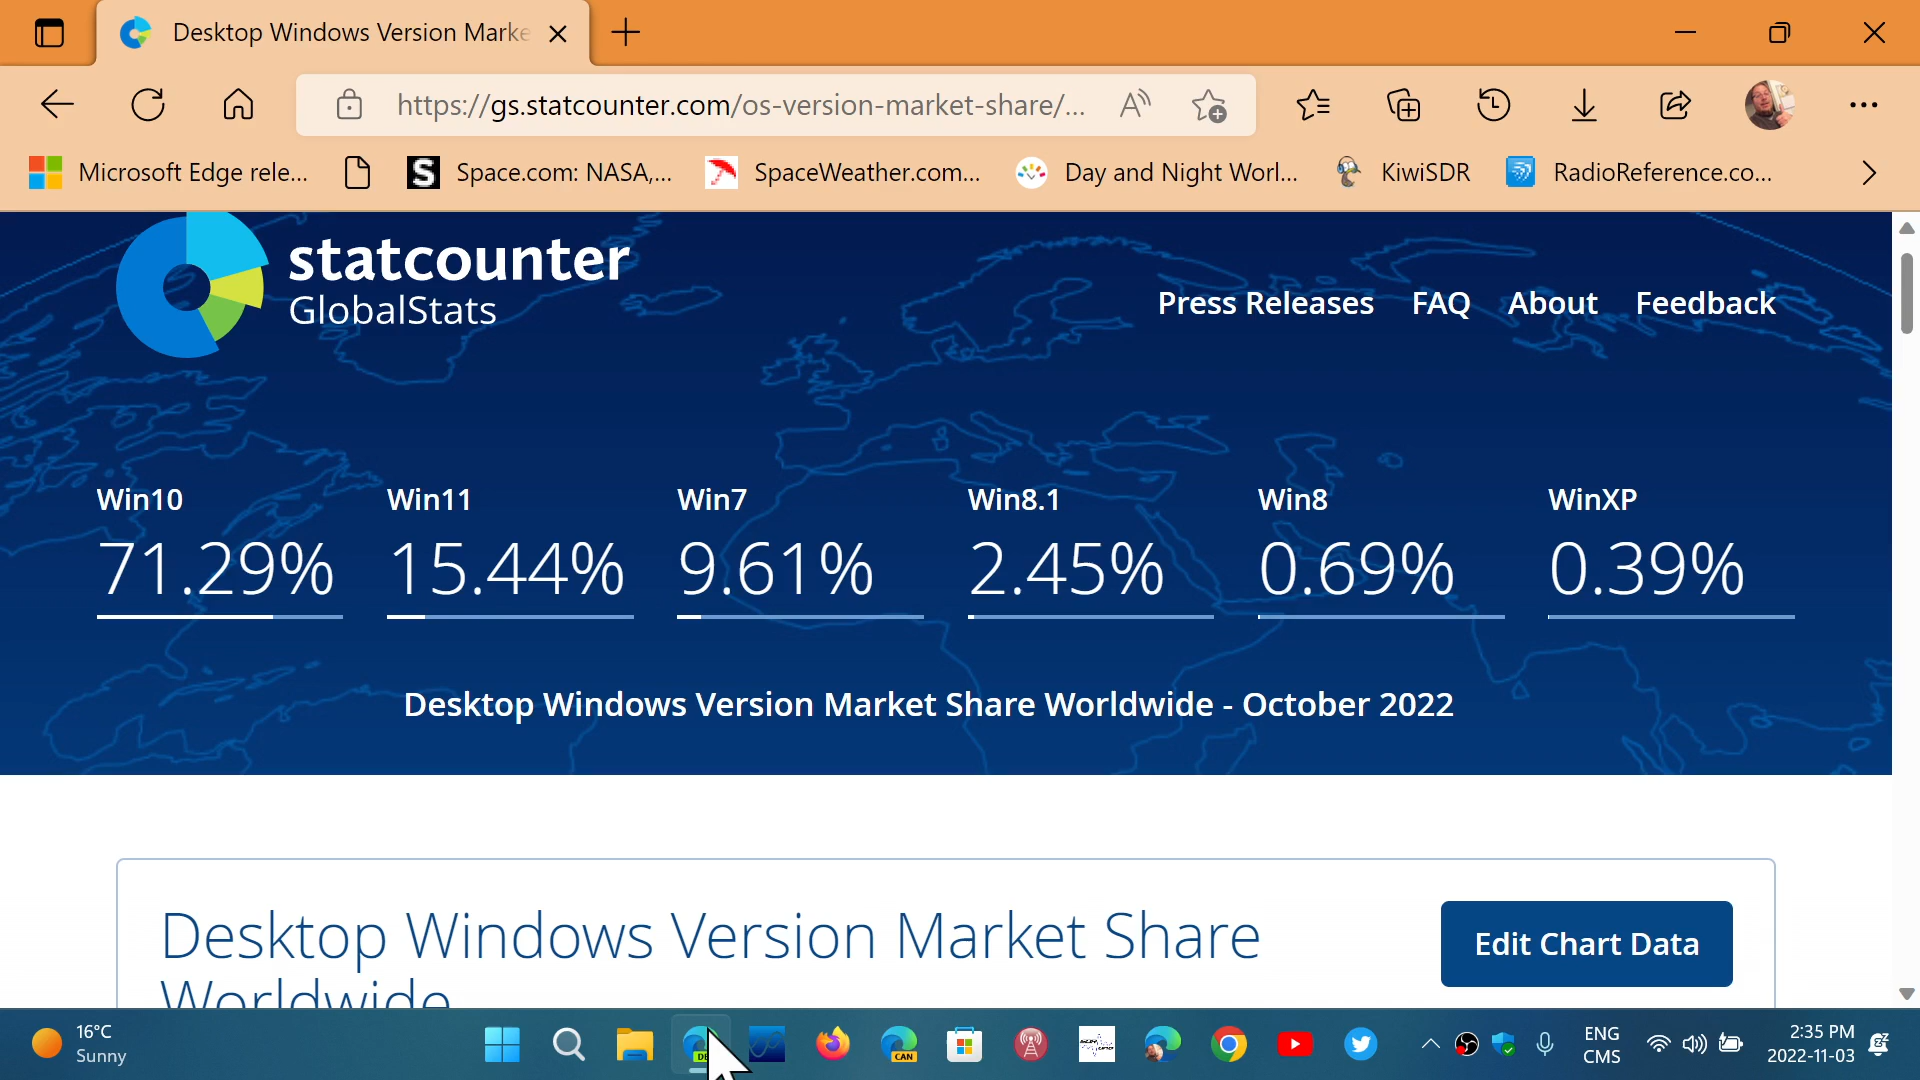 Desktop Windows Version Marke
https://gs.statcounter.com/os-version-market-share/...
Microsoft Edge rele...
Space.com: NASA,...
SpaceWeather.com...
Day and Night Worl...
KiwiSDR
RadioReference.co...
statcounter
GlobalStats
Press Releases FAQ About Feedback
Win10 Win11 Win7 Win8.1 Win8 WinXP
71.29% 15.44% 9.61% 2.45% 0.69% 0.39%
Desktop Windows Version Market Share Worldwide - October 2022
Desktop Windows Version Market Share
Worldwide
Edit Chart Data
16°C
Sunny
CAN
ENG
CMS
2:35 PM
2022-11-03